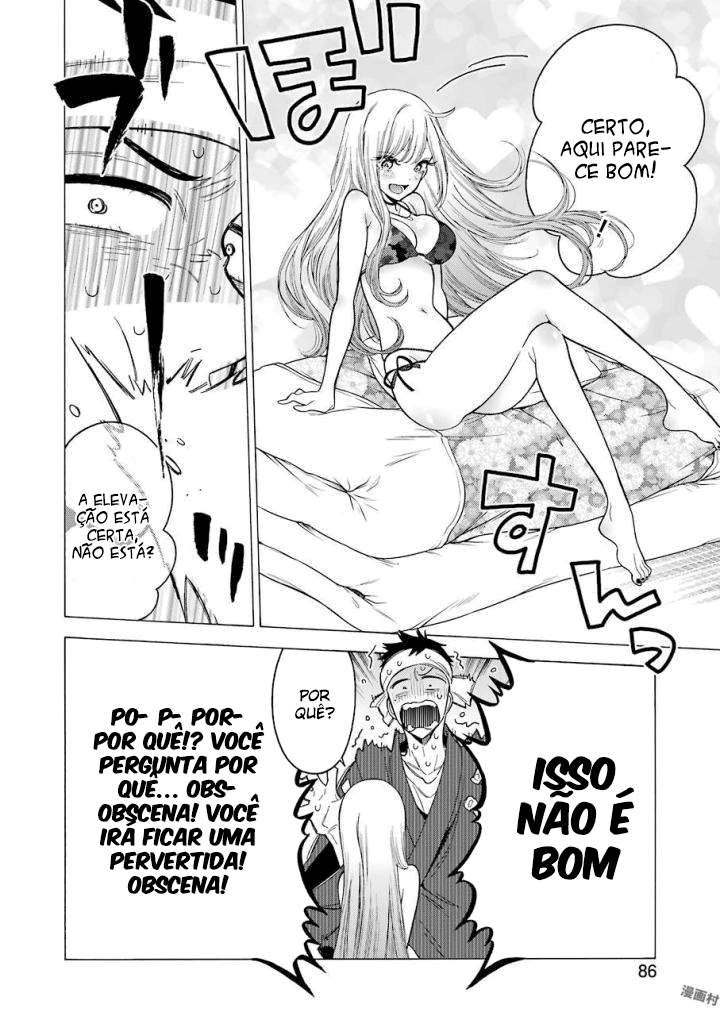 CERTO,
AQUI PARE-
CE BOM!
ぼ
すんっ
A ELEVA-
ÇÃO ESTÁ
CERTA,
NÃO ESTÁ?
ISSO
NÃO É
BOM
POR
QUÊ?
PO- P- POR-
POR QUÊ!? VOCÊ
PERGUNTA POR
QUÊ... OBS-
OBSCENA! VOCÊ
IRÁ FICAR UMA
PERVERTIDA!
OBSCENA!
86
漫画村